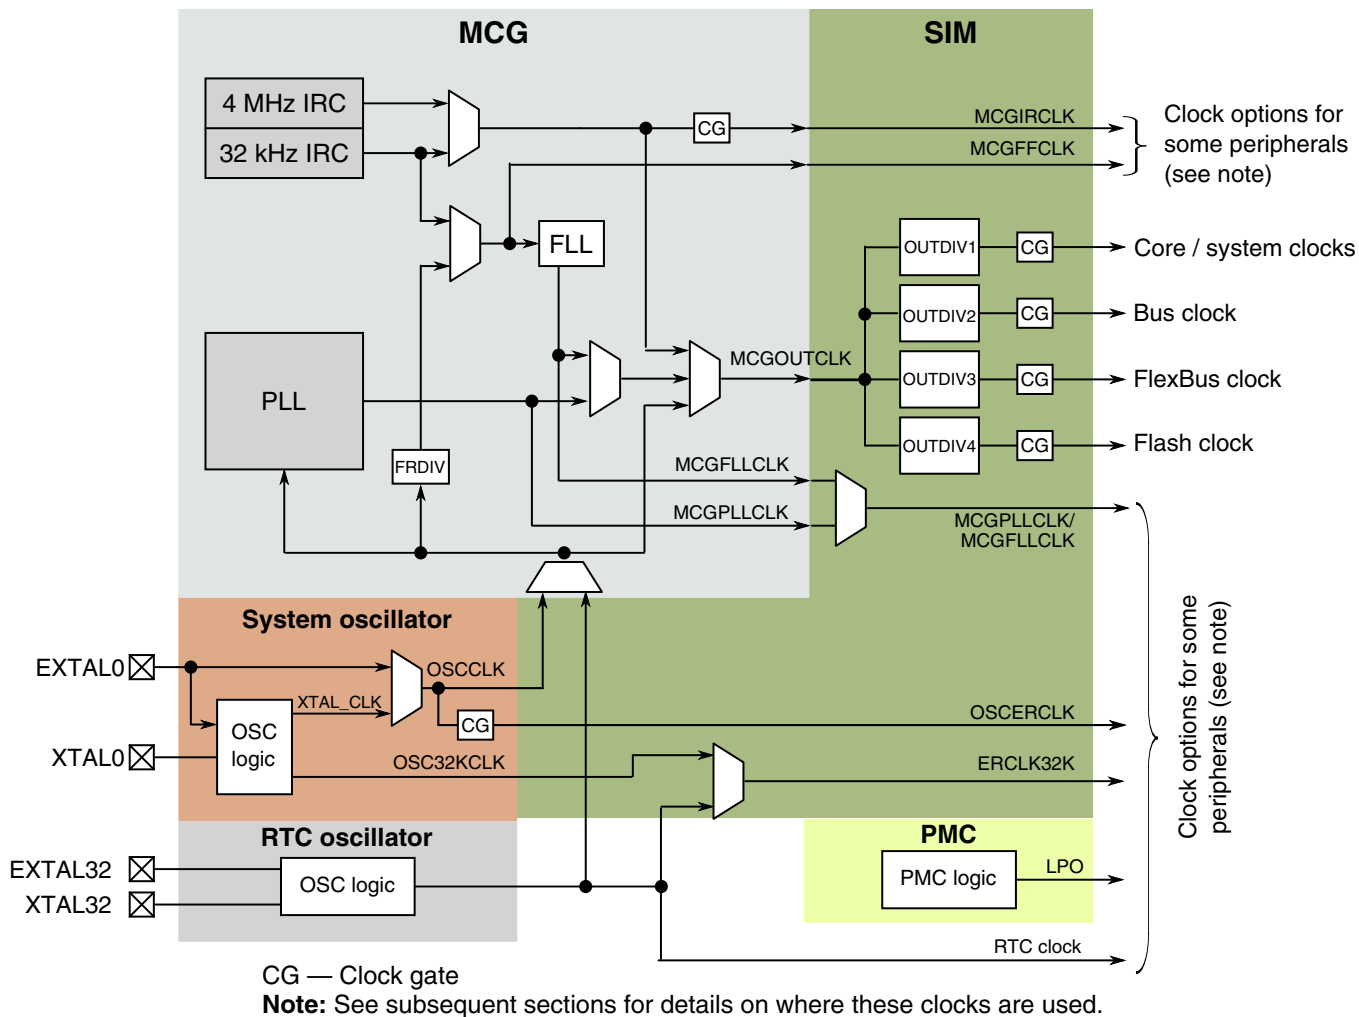 MCG
SIM
4 MHz IRC
32 kHz IRC
CG
MCGIRCLK
MCGFFCLK
Clock options for
some peripherals
(see note)
FLL
OUTDIV1
CG
Core / system clocks
OUTDIV2
CG
Bus clock
PLL
MCGOUTCLK
OUTDIV3
CG
FlexBus clock
OUTDIV4
CG
Flash clock
FRDIV
MCGFLLCLK
MCGPLLCLK
MCGPLLCLK/
MCGFLLCLK
System oscillator
EXTAL0
OSCCLK
XTAL_CLK
OSC
logic
CG
OSCERCLK
XTAL0
OSC32KCLK
ERCLK32K
Clock options for some
peripherals (see note)
RTC oscillator
PMC
EXTAL32
XTAL32
OSC logic
PMC logic
LPO
RTC clock
CG — Clock gate
Note: See subsequent sections for details on where these clocks are used.